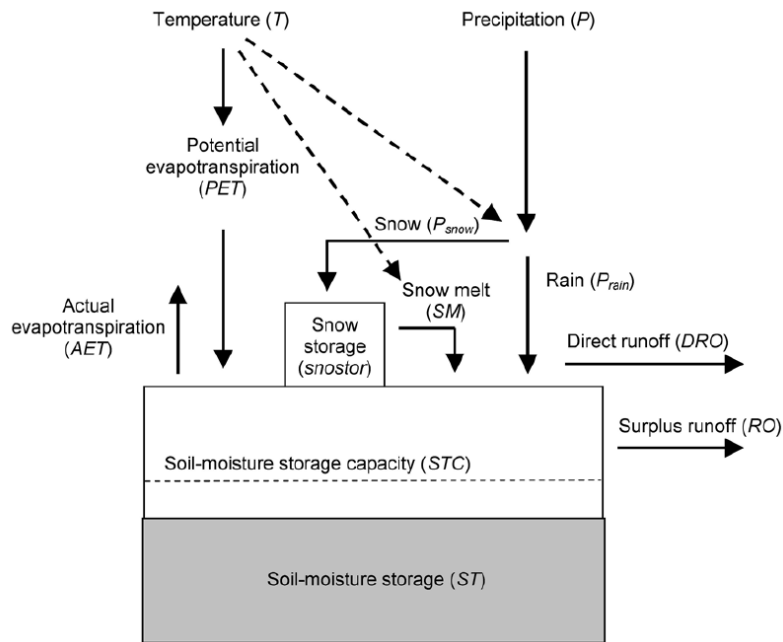 Temperature (T)
Precipitation (P)
Potential
evapotranspiration
(PET)
Snow (Psnow)
Rain (Prain)
Snow melt
(SM)
Actual
evapotranspiration
(AET)
Snow
storage
(snostor)
Direct runoff (DRO)
Surplus runoff (RO)
Soil-moisture storage capacity (STC)
Soil-moisture storage (ST)